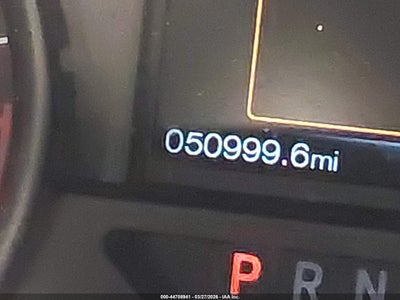 050999.6mi
P R N
000-44708941 - 03/27/2026 - IAA Inc.